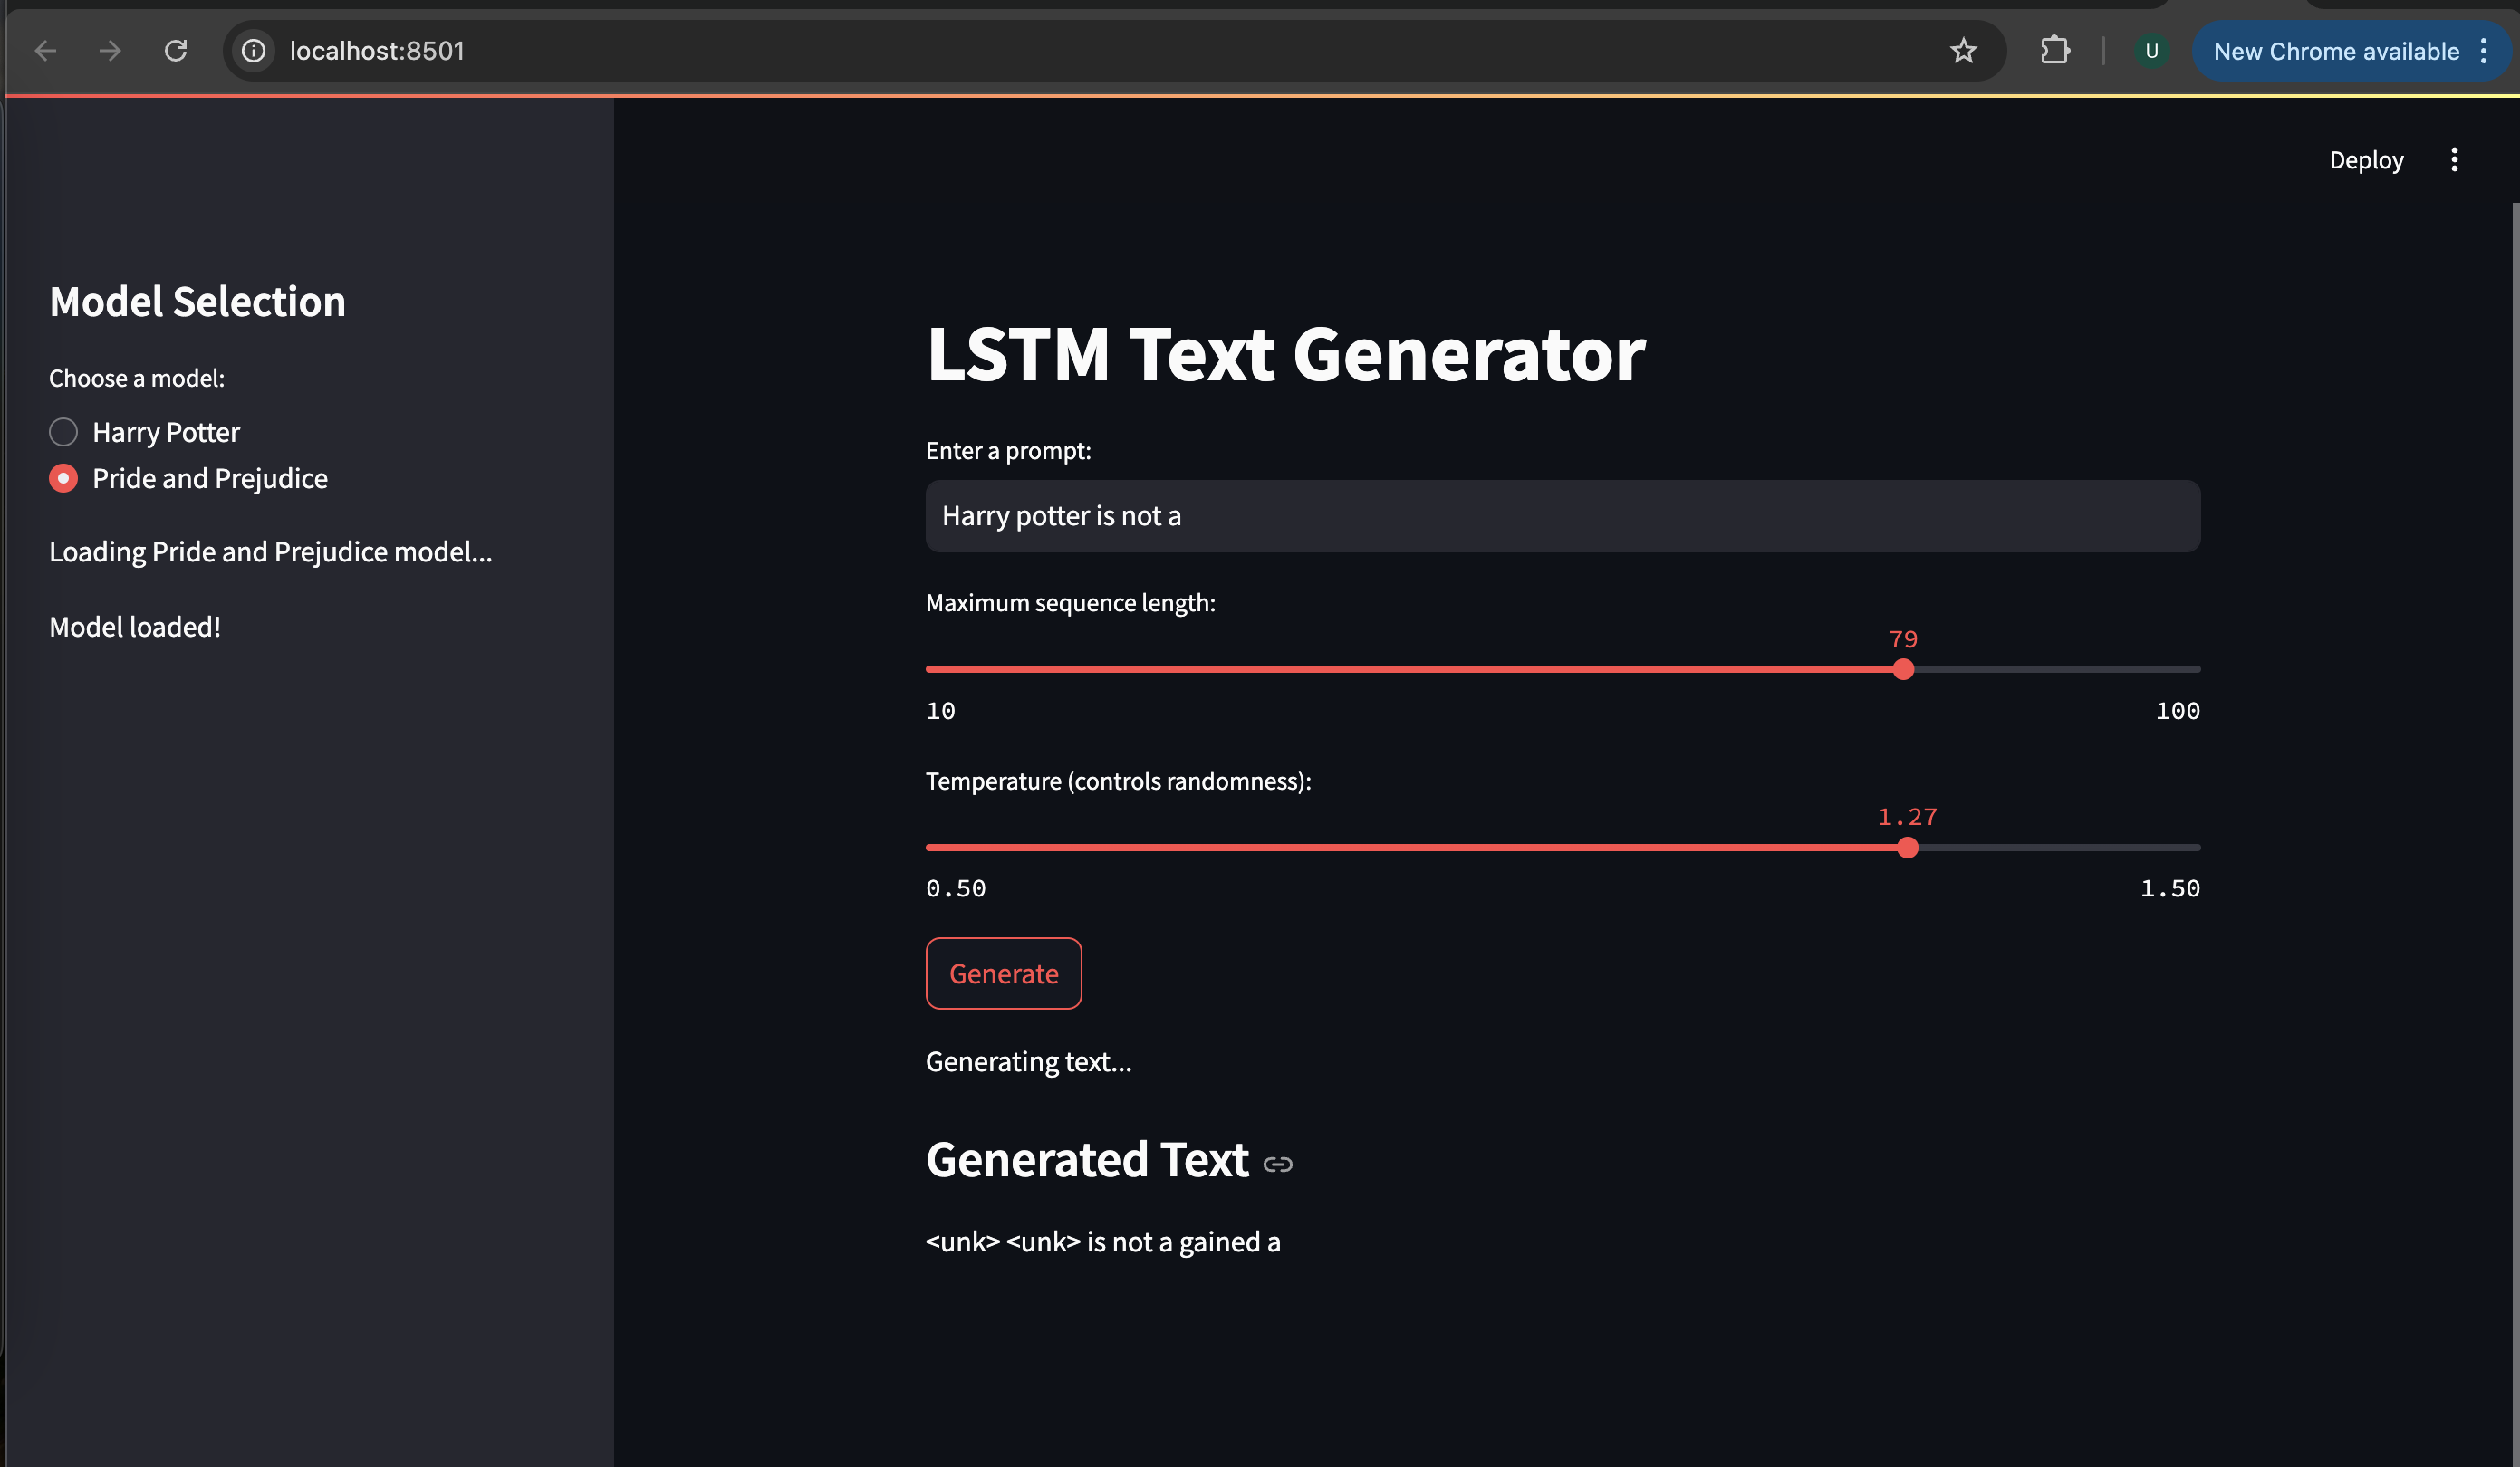 localhost:8501
U
New Chrome available
Deploy
Model Selection
Choose a model:
Harry Potter
Pride and Prejudice
Loading Pride and Prejudice model...
Model loaded!
LSTM Text Generator
Enter a prompt:
Harry potter is not a
Maximum sequence length:
79
10 100
Temperature (controls randomness):
1.27
0.50 1.50
Generate
Generating text...
Generated Text
<unk> <unk> is not a gained a